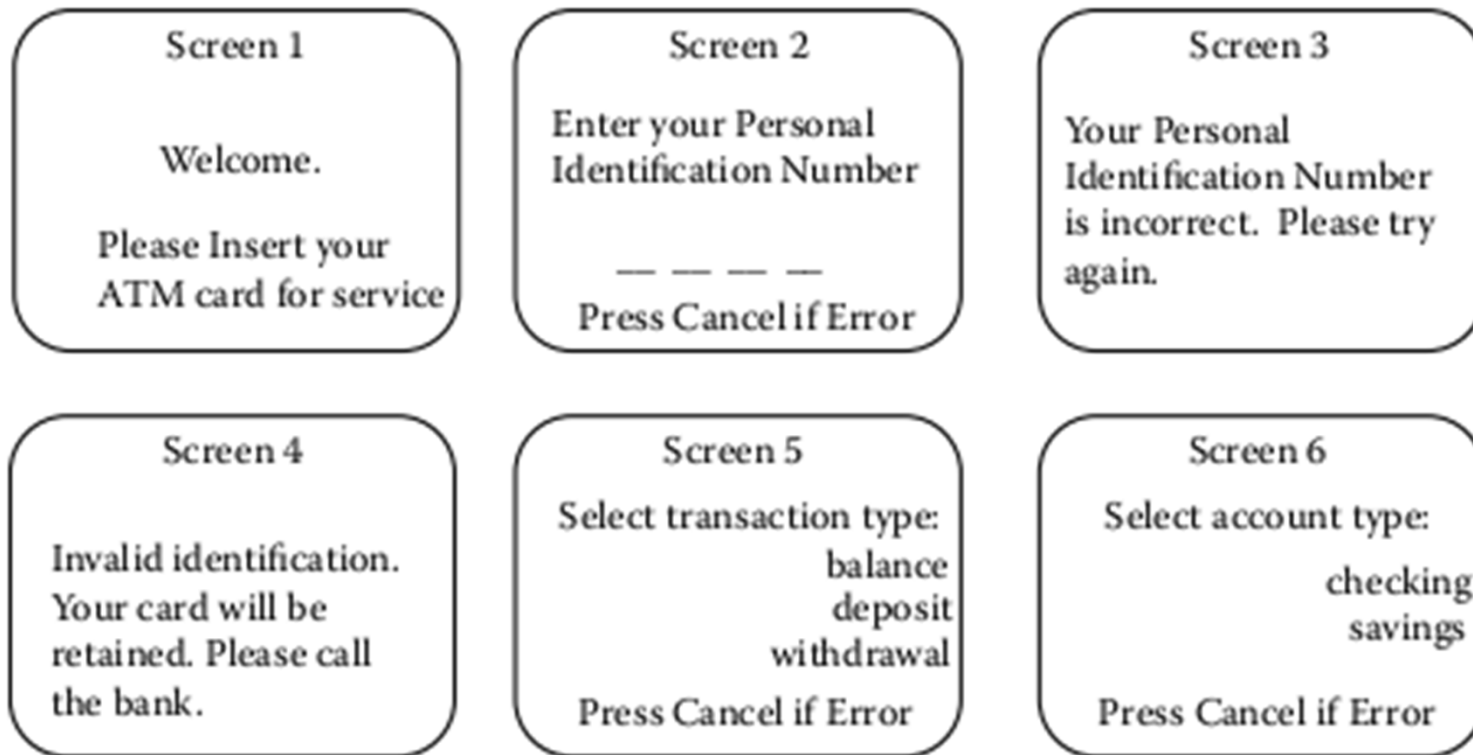 Screen 1
Welcome.
Please Insert your
ATM card for service
Screen 2
Enter your Personal
Identification Number
__ __ __ __
Press Cancel if Error
Screen 3
Your Personal
Identification Number
is incorrect. Please try
again.
Screen 4
Invalid identification.
Your card will be
retained. Please call
the bank.
Screen 5
Select transaction type:
balance
deposit
withdrawal
Press Cancel if Error
Screen 6
Select account type:
checking
savings
Press Cancel if Error